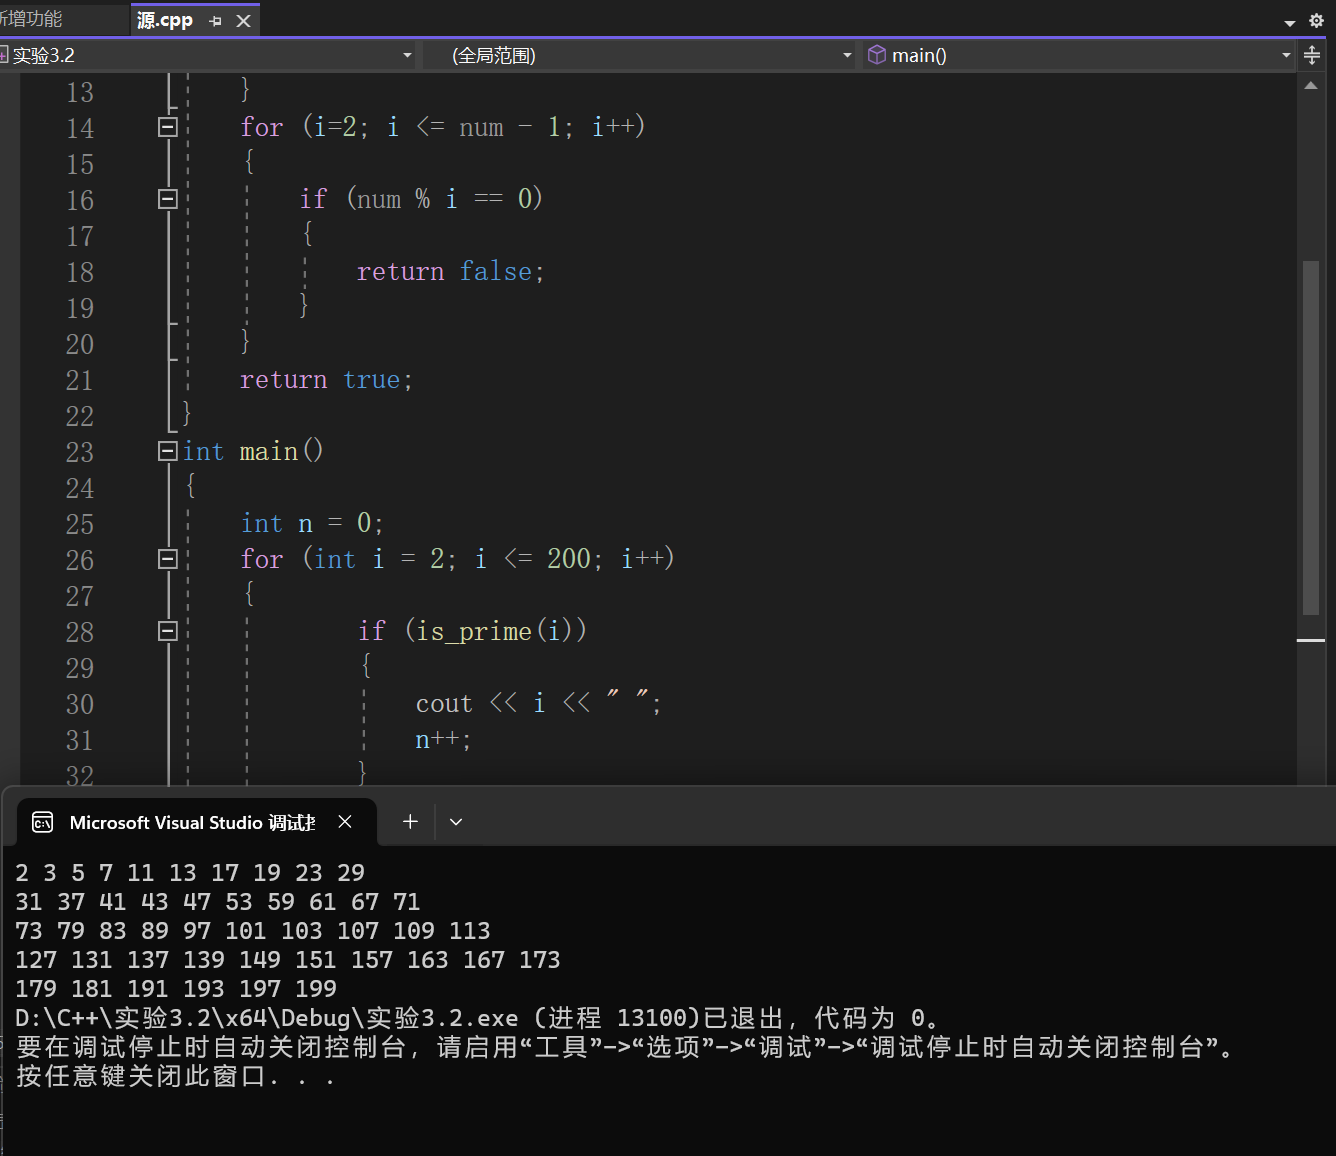 新增功能
源.cpp
实验3.2
(全局范围)
main()
13 }
14 for (i=2; i <= num - 1; i++)
15 {
16 if (num % i == 0)
17 {
18 return false;
19 }
20 }
21 return true;
22 }
23 int main()
24 {
25 int n = 0;
26 for (int i = 2; i <= 200; i++)
27 {
28 if (is_prime(i))
29 {
30 cout << i << " ";
31 n++;
32 }
Microsoft Visual Studio 调试
2 3 5 7 11 13 17 19 23 29
31 37 41 43 47 53 59 61 67 71
73 79 83 89 97 101 103 107 109 113
127 131 137 139 149 151 157 163 167 173
179 181 191 193 197 199
D:\C++\实验3.2\x64\Debug\实验3.2.exe (进程 13100)已退出，代码为 0。
要在调试停止时自动关闭控制台，请启用“工具”->“选项”->“调试”->“调试停止时自动关闭控制台”。
按任意键关闭此窗口. . .